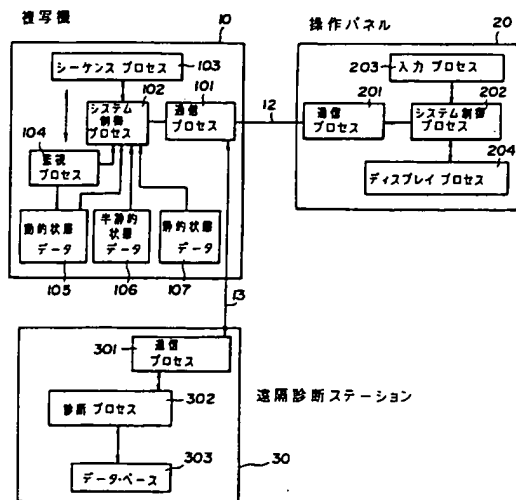 複写機
10
シーケンス プロセス
103
システム
制御
プロセス
102
通信
プロセス
101
104
監視
プロセス
動的状態
データ
半静的
状態
データ
静的状態
データ
105
106
107
12
13
操作パネル
20
203
入力 プロセス
通信
プロセス
201
システム制御
プロセス
202
204
ディスプレイ プロセス
301
通信
プロセス
遠隔診断ステーション
診断 プロセス
302
データ・ベース
303
30